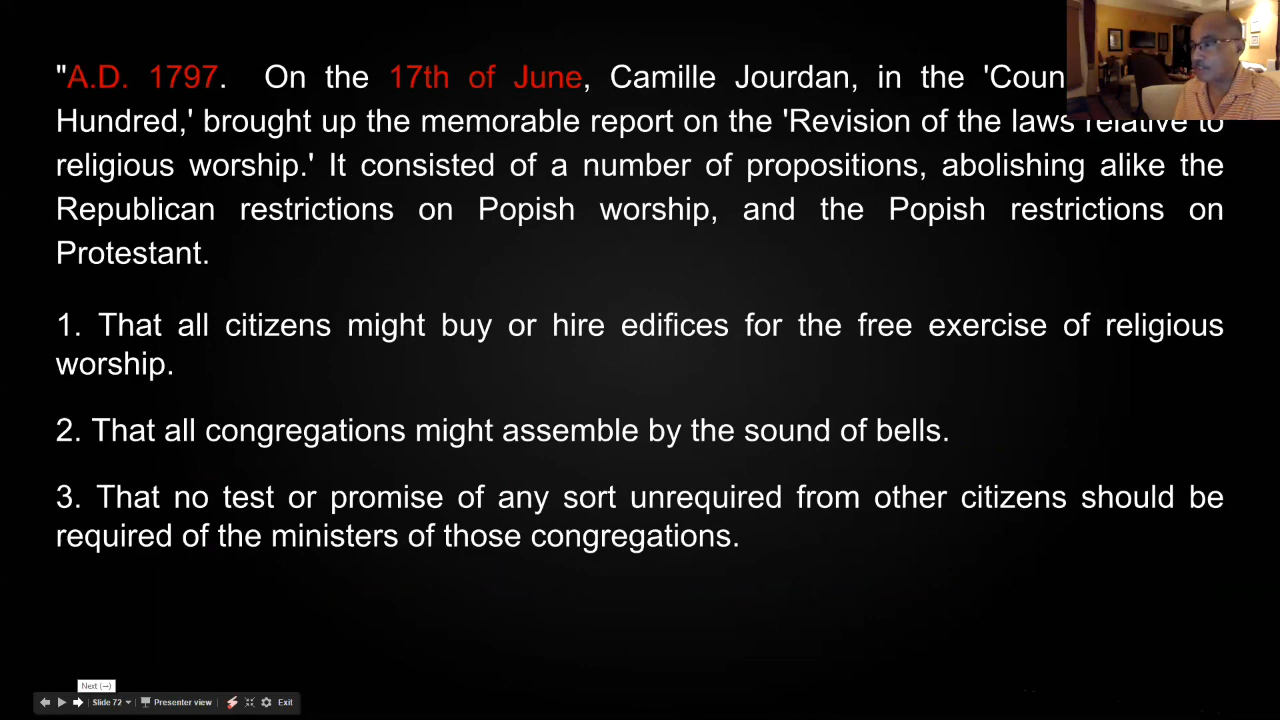 "A.D. 1797. On the 17th of June, Camille Jourdan, in the 'Coun
Hundred,' brought up the memorable report on the 'Revision of the laws relative to
religious worship.' It consisted of a number of propositions, abolishing alike the
Republican restrictions on Popish worship, and the Popish restrictions on
Protestant.
1. That all citizens might buy or hire edifices for the free exercise of religious
worship.
2. That all congregations might assemble by the sound of bells.
3. That no test or promise of any sort unrequired from other citizens should be
required of the ministers of those congregations.
Next (→)
Slide 72 Presenter view Exit